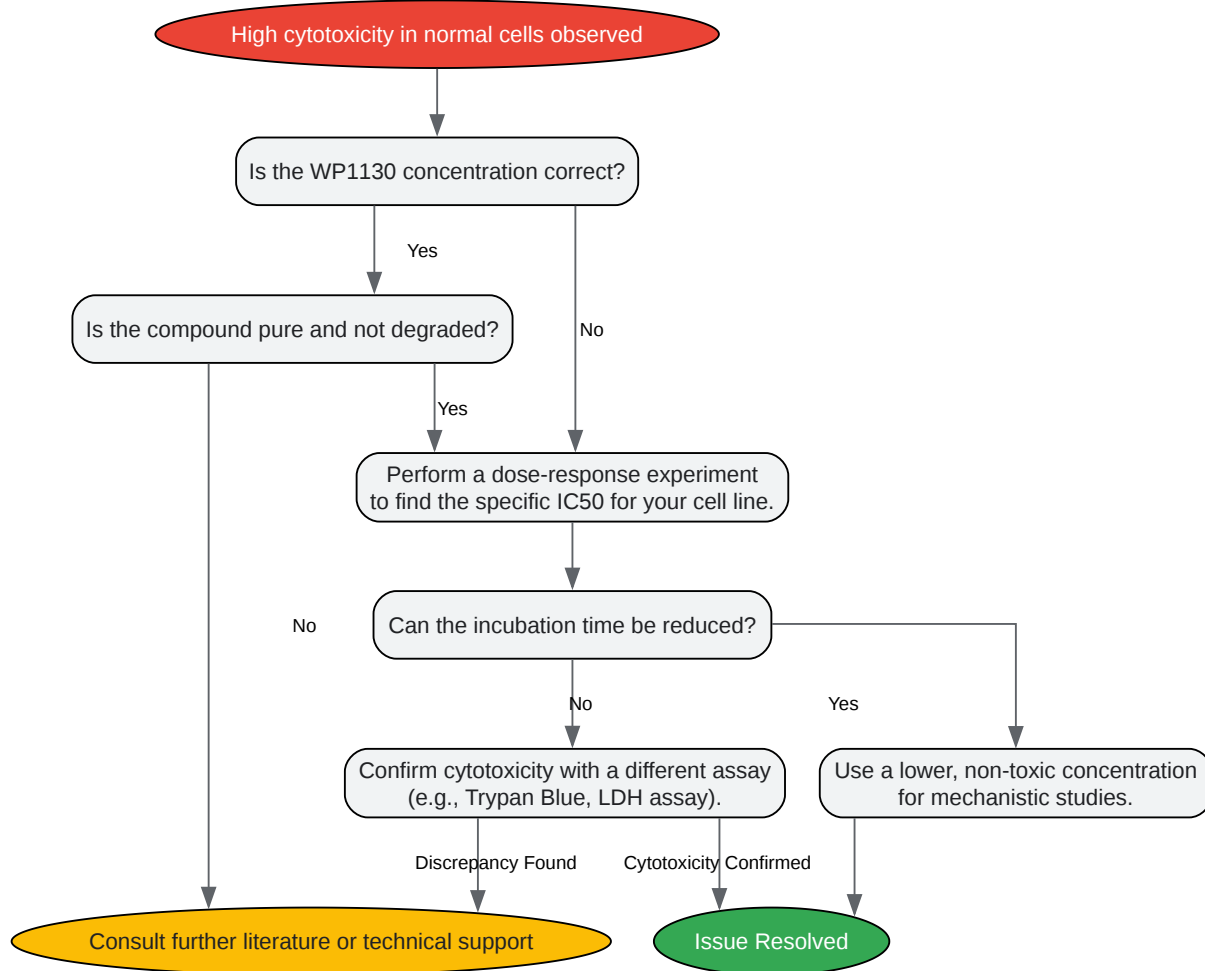 High cytotoxicity in normal cells observed
Is the WP1130 concentration correct?
Yes
Is the compound pure and not degraded?
No
Yes
Perform a dose-response experiment
to find the specific IC50 for your cell line.
No
Can the incubation time be reduced?
No
Yes
Confirm cytotoxicity with a different assay
(e.g., Trypan Blue, LDH assay).
Use a lower, non-toxic concentration
for mechanistic studies.
Discrepancy Found
Cytotoxicity Confirmed
Consult further literature or technical support
Issue Resolved